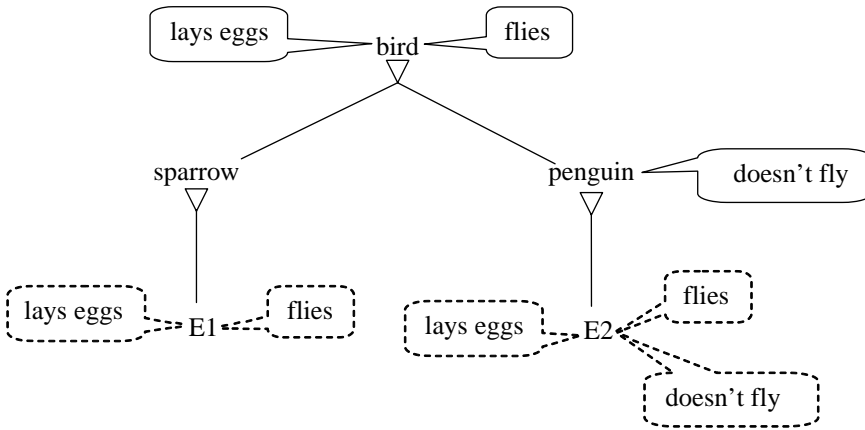 lays eggs
bird
flies
sparrow
penguin
doesn't fly
lays eggs
E1
flies
lays eggs
E2
flies
doesn't fly